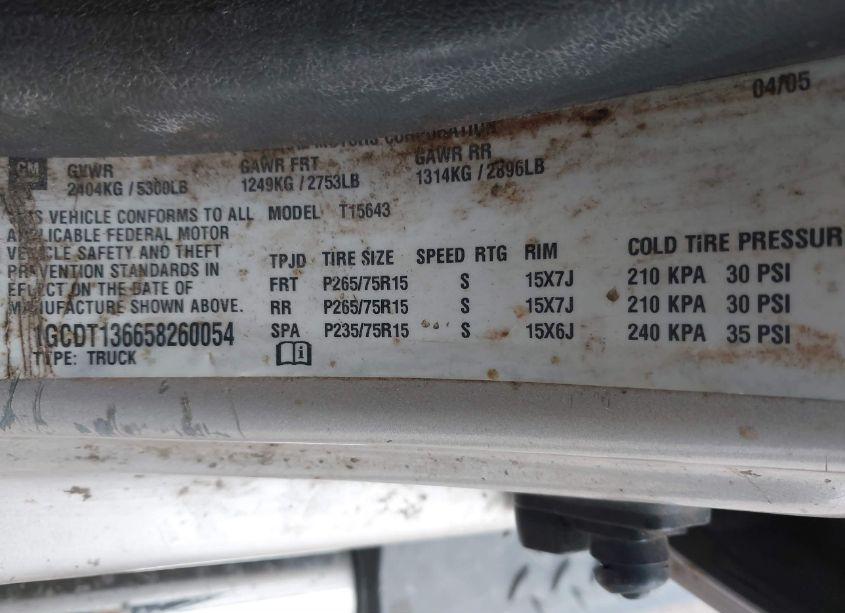 04/05
MOTORS CORPORATION
GM GVWR GAWR FRT GAWR RR
2404KG / 5300LB 1249KG / 2753LB 1314KG / 2896LB
THIS VEHICLE CONFORMS TO ALL MODEL T15643
APPLICABLE FEDERAL MOTOR
VEHICLE SAFETY AND THEFT
PREVENTION STANDARDS IN
EFFECT ON THE DATE OF
MANUFACTURE SHOWN ABOVE.
TPJD TIRE SIZE SPEED RTG RIM COLD TIRE PRESSUR
FRT P265/75R15 S 15X7J 210 KPA 30 PSI
RR P265/75R15 S 15X7J 210 KPA 30 PSI
SPA P235/75R15 S 15X6J 240 KPA 35 PSI
1GCDT136658260054
TYPE: TRUCK